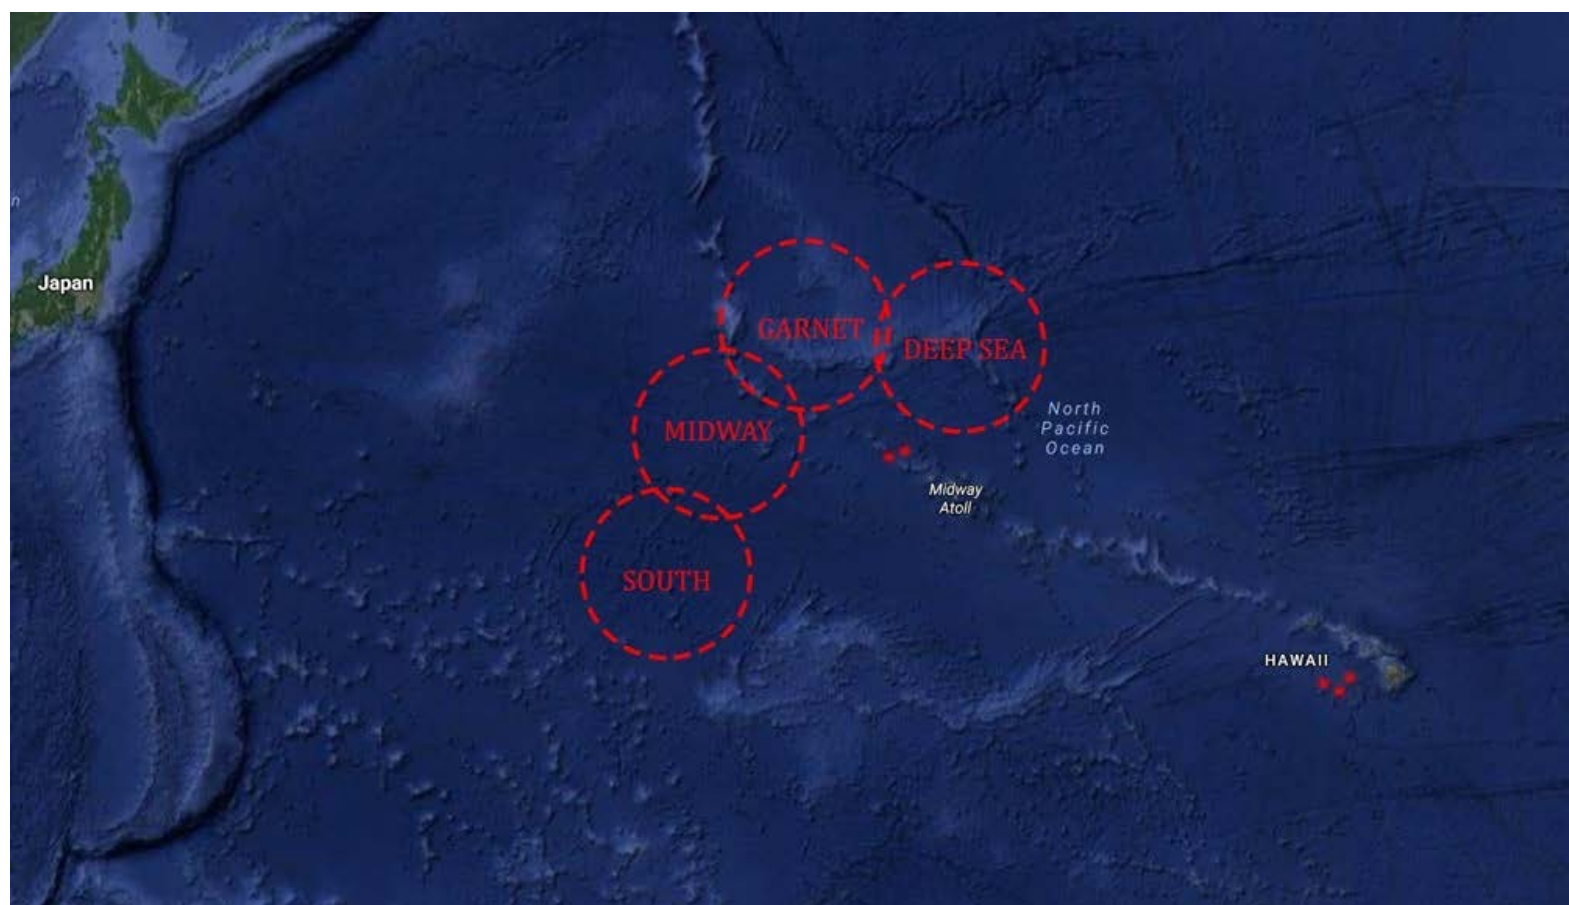 n
Japan
GARNET
DEEP SEA
MIDWAY
North
Pacific
Ocean
Midway
Atoll
SOUTH
HAWAII